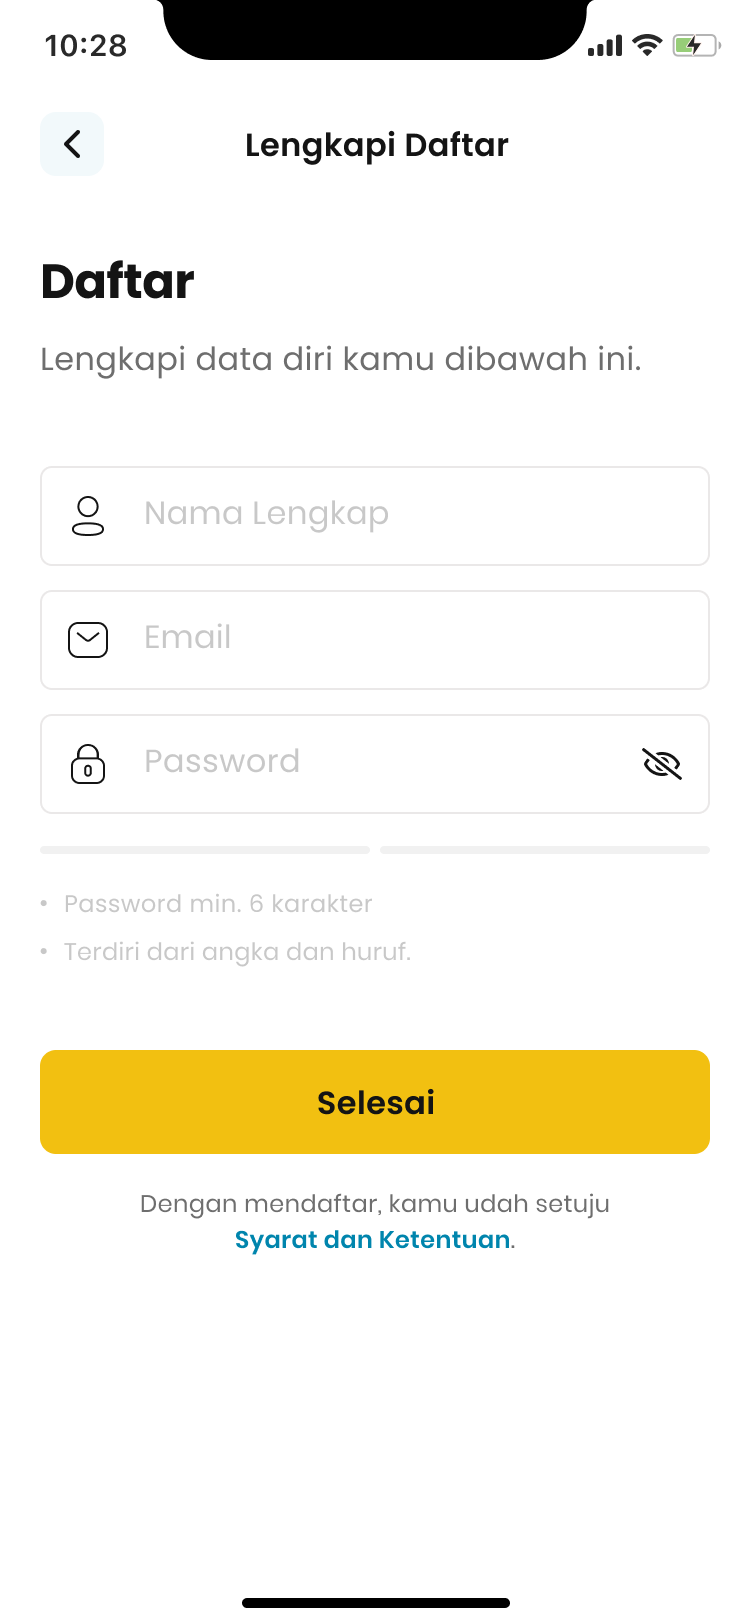 10:28
Lengkapi Daftar
Daftar
Lengkapi data diri kamu dibawah ini.
Nama Lengkap
Email
Password
• Password min. 6 karakter
• Terdiri dari angka dan huruf.
Selesai
Dengan mendaftar, kamu udah setuju
Syarat dan Ketentuan.